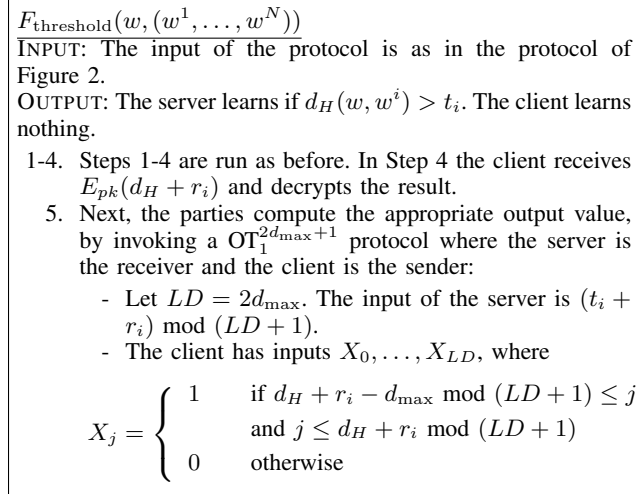 F_threshold(w, (w^1, . . . , w^N))
INPUT: The input of the protocol is as in the protocol of
Figure 2.
OUTPUT: The server learns if d_H(w, w^i) > t_i. The client learns
nothing.
1-4. Steps 1-4 are run as before. In Step 4 the client receives
E_pk(d_H + r_i) and decrypts the result.
5. Next, the parties compute the appropriate output value,
by invoking a OT_1^{2d_max+1} protocol where the server is
the receiver and the client is the sender:
- Let LD = 2d_max. The input of the server is (t_i +
r_i) mod (LD + 1).
- The client has inputs X_0, . . . , X_LD, where
X_j = { 1 if d_H + r_i − d_max mod (LD + 1) ≤ j
and j ≤ d_H + r_i mod (LD + 1)
0 otherwise